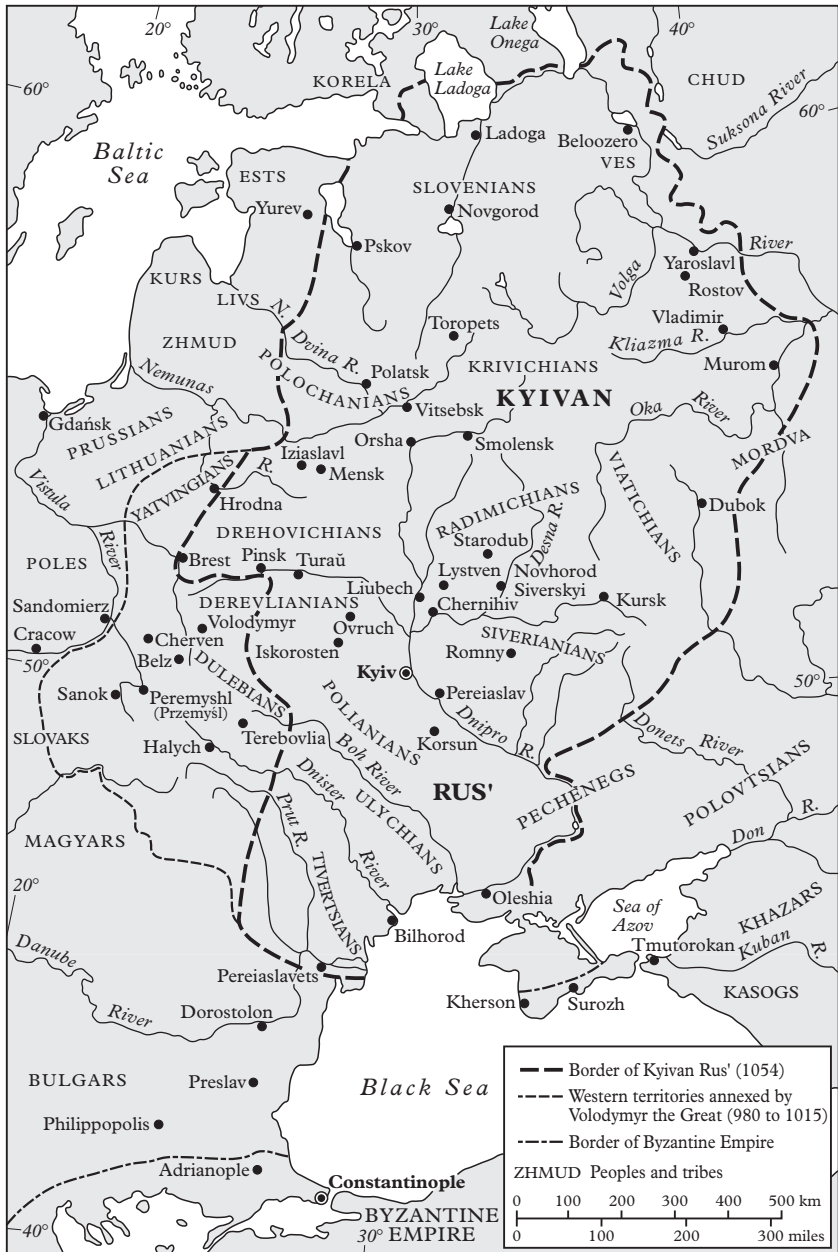 20°
30°
40°
Lake
Onega
Lake
Ladoga
KORELA
CHUD
60°
60°
Suksona River
Ladoga
Beloozero
VES
Baltic
Sea
ESTS
SLOVENIANS
Yurev
Novgorod
Pskov
River
Yaroslavl
Rostov
Volga
KURS
LIVS
N. Dvina R.
Toropets
Vladimir
Kliazma R.
ZHMUD
Polatsk
KRIVICHIANS
Murom
Nemunas
R.
POLOCHANIANS
KYIVAN
Vitsebsk
Oka River
Gdańsk
PRUSSIANS
LITHUANIANS
Orsha
Smolensk
MORDVA
Iziaslavl
Mensk
Vistula
River
YATVINGIANS
Hrodna
RADIMICHIANS
VIATICHIANS
Dubok
DREHOVICHIANS
Starodub
Desna R.
POLES
Brest
Pinsk
Turaŭ
Lystven
Novhorod
Siverskyi
Liubech
Chernihiv
Kursk
Sandomierz
DEREVLIANIANS
Cracow
Volodymyr
Ovruch
Cherven
Iskorosten
SIVERIANIANS
50°
Belz
Romny
50°
DULEBIANS
Kyiv
Sanok
Peremyshl
(Przemyśl)
Pereiaslav
POLIANIANS
Dnipro R.
Donets River
SLOVAKS
Terebovlia
Korsun
Halych
Boh River
Dnister
River
RUS'
PECHENEGS
POLOVTSIANS
Don R.
MAGYARS
Prut R.
ULYCHIANS
TIVERTSIANS
20°
Oleshia
Sea of
Azov
KHAZARS
Bilhorod
Tmutorokan
Kuban R.
Danube
River
Pereiaslavets
KASOGS
Kherson
Surozh
Dorostolon
BULGARS
Preslav
Black Sea
Philippopolis
Adrianople
Constantinople
BYZANTINE
EMPIRE
40°
30°
Border of Kyivan Rus' (1054)
Western territories annexed by
Volodymyr the Great (980 to 1015)
Border of Byzantine Empire
ZHMUD Peoples and tribes
0 100 200 300 400 500 km
0 100 200 300 miles